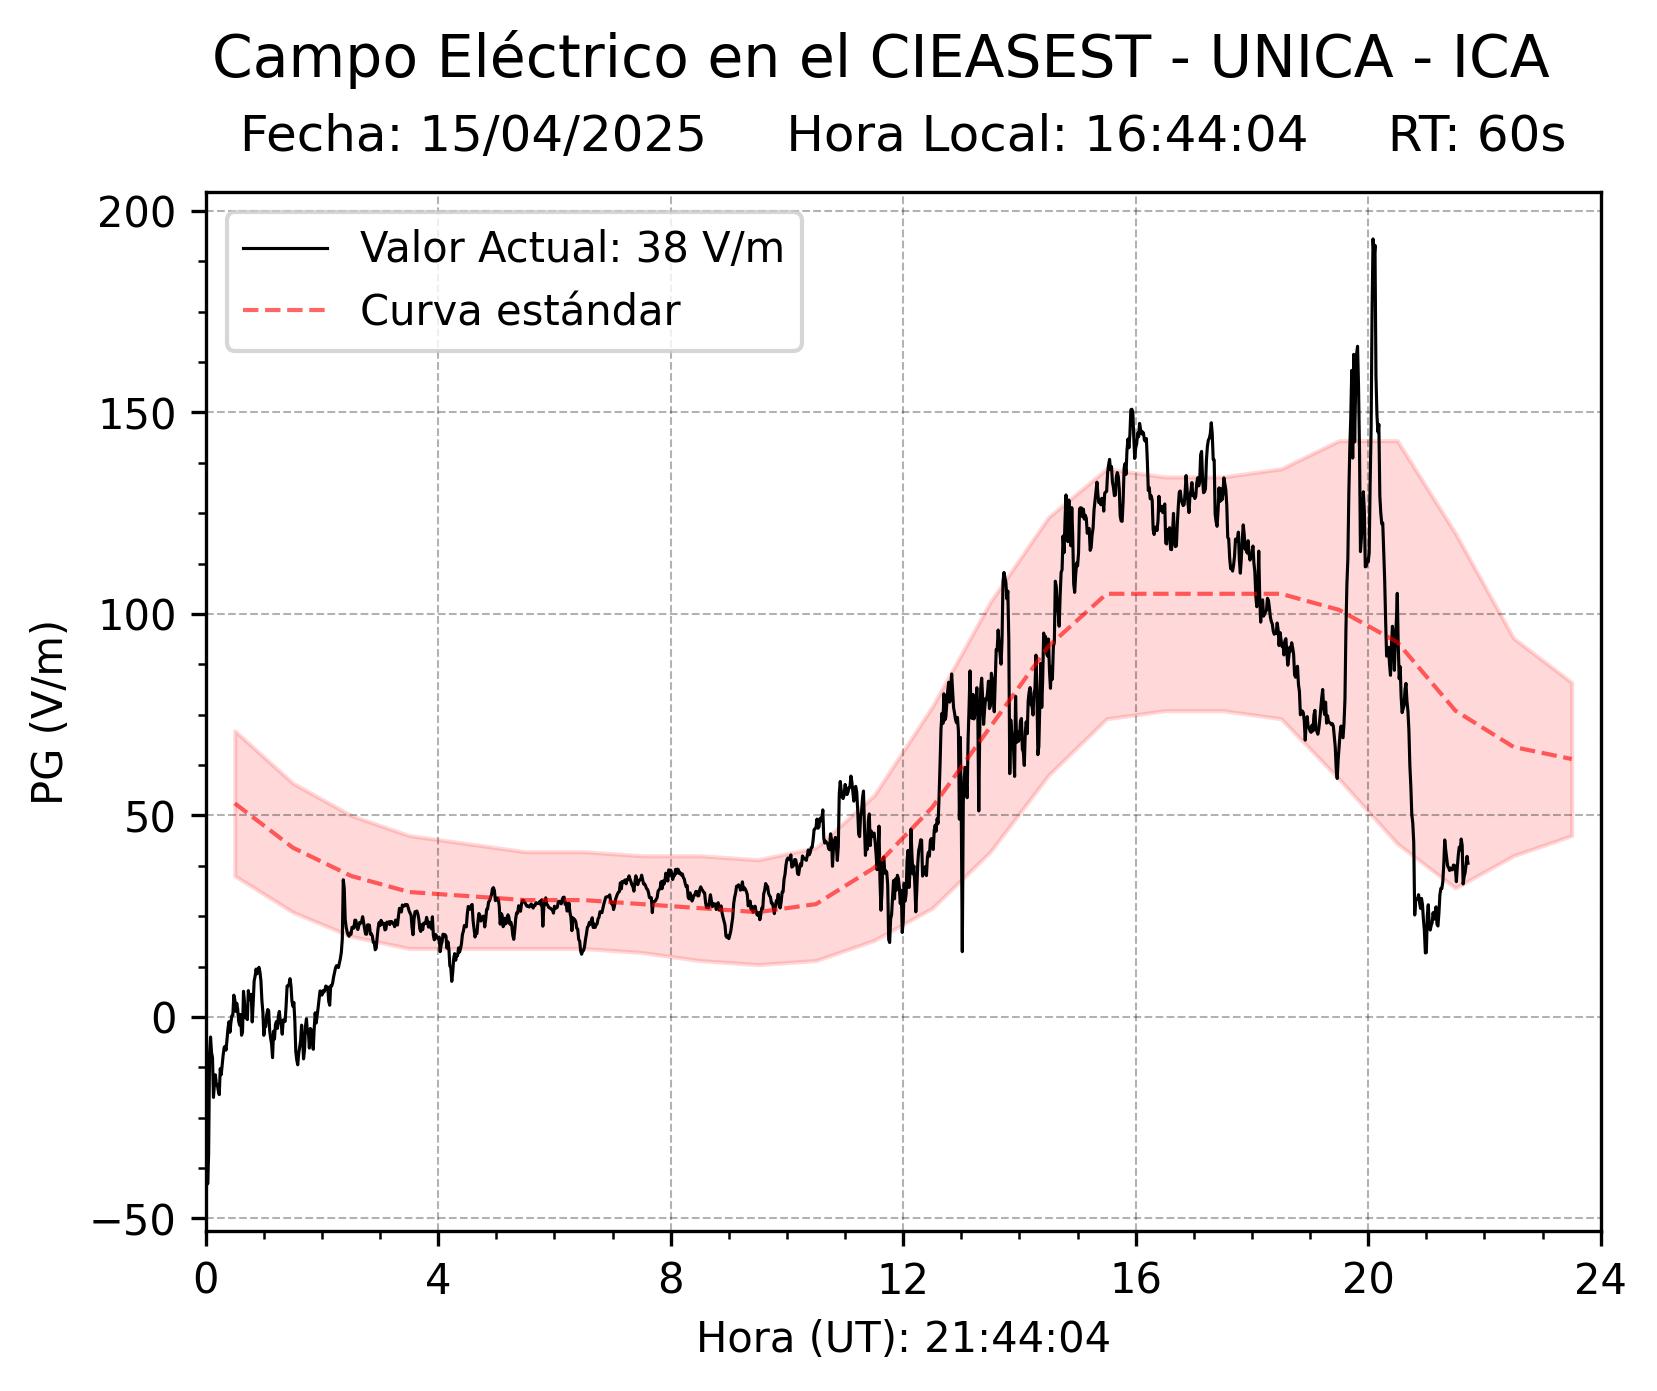 Campo Eléctrico en el CIEASEST - UNICA - ICA
Fecha: 15/04/2025 Hora Local: 16:44:04 RT: 60s
Valor Actual: 38 V/m
Curva estándar
PG (V/m)
200
150
100
50
0
−50
0 4 8 12 16 20 24
Hora (UT): 21:44:04